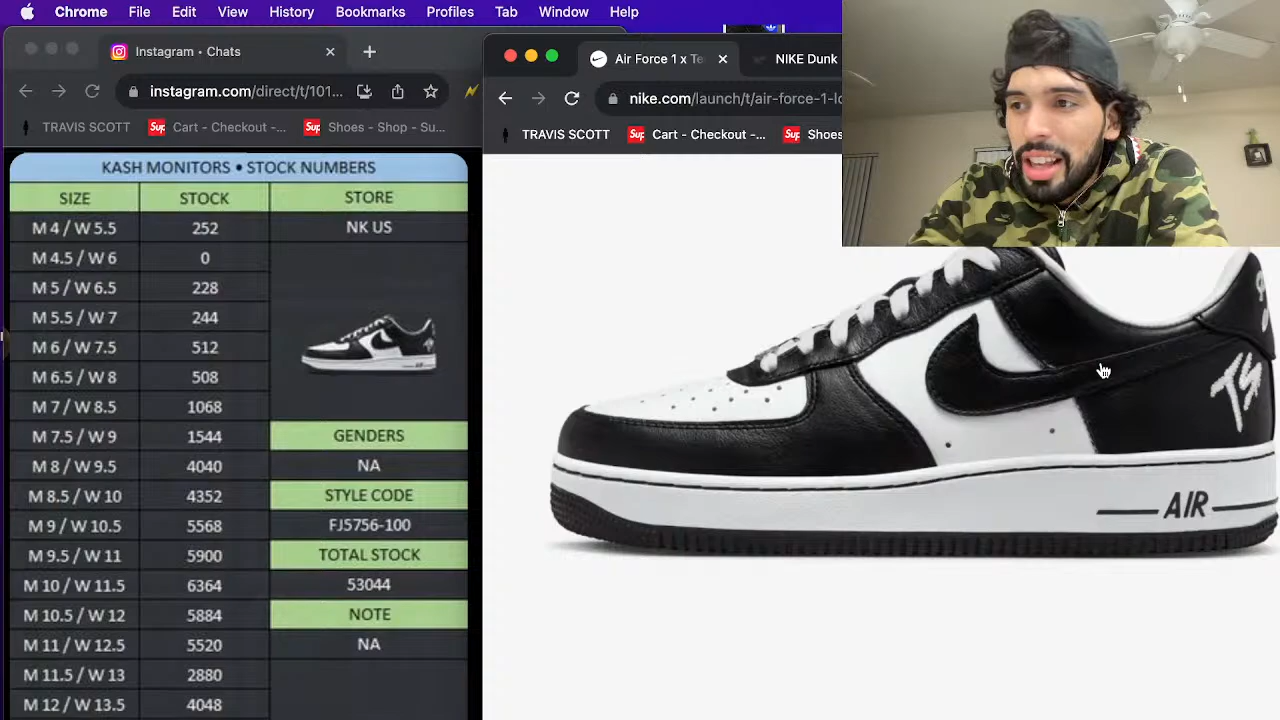 Chrome File Edit View History Bookmarks Profiles Tab Window Help
Instagram • Chats
instagram.com/direct/t/101...
TRAVIS SCOTT Cart - Checkout -... Shoes - Shop - Su...
Air Force 1 x Te
NIKE Dunk
nike.com/launch/t/air-force-1-lo
TRAVIS SCOTT Sup Cart - Checkout -... Sup Shoes
KASH MONITORS • STOCK NUMBERS
SIZE STOCK STORE
M 4 / W 5.5 252 NK US
M 4.5 / W 6 0
M 5 / W 6.5 228
M 5.5 / W 7 244
M 6 / W 7.5 512
M 6.5 / W 8 508
M 7 / W 8.5 1068
M 7.5 / W 9 1544 GENDERS
M 8 / W 9.5 4040 NA
M 8.5 / W 10 4352 STYLE CODE
M 9 / W 10.5 5568 FJ5756-100
M 9.5 / W 11 5900 TOTAL STOCK
M 10 / W 11.5 6364 53044
M 10.5 / W 12 5884 NOTE
M 11 / W 12.5 5520 NA
M 11.5 / W 13 2880
M 12 / W 13.5 4048
TS
AIR